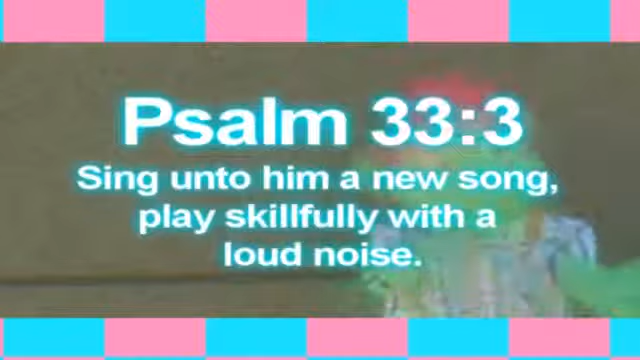 Psalm 33:3
Sing unto him a new song,
play skillfully with a
loud noise.